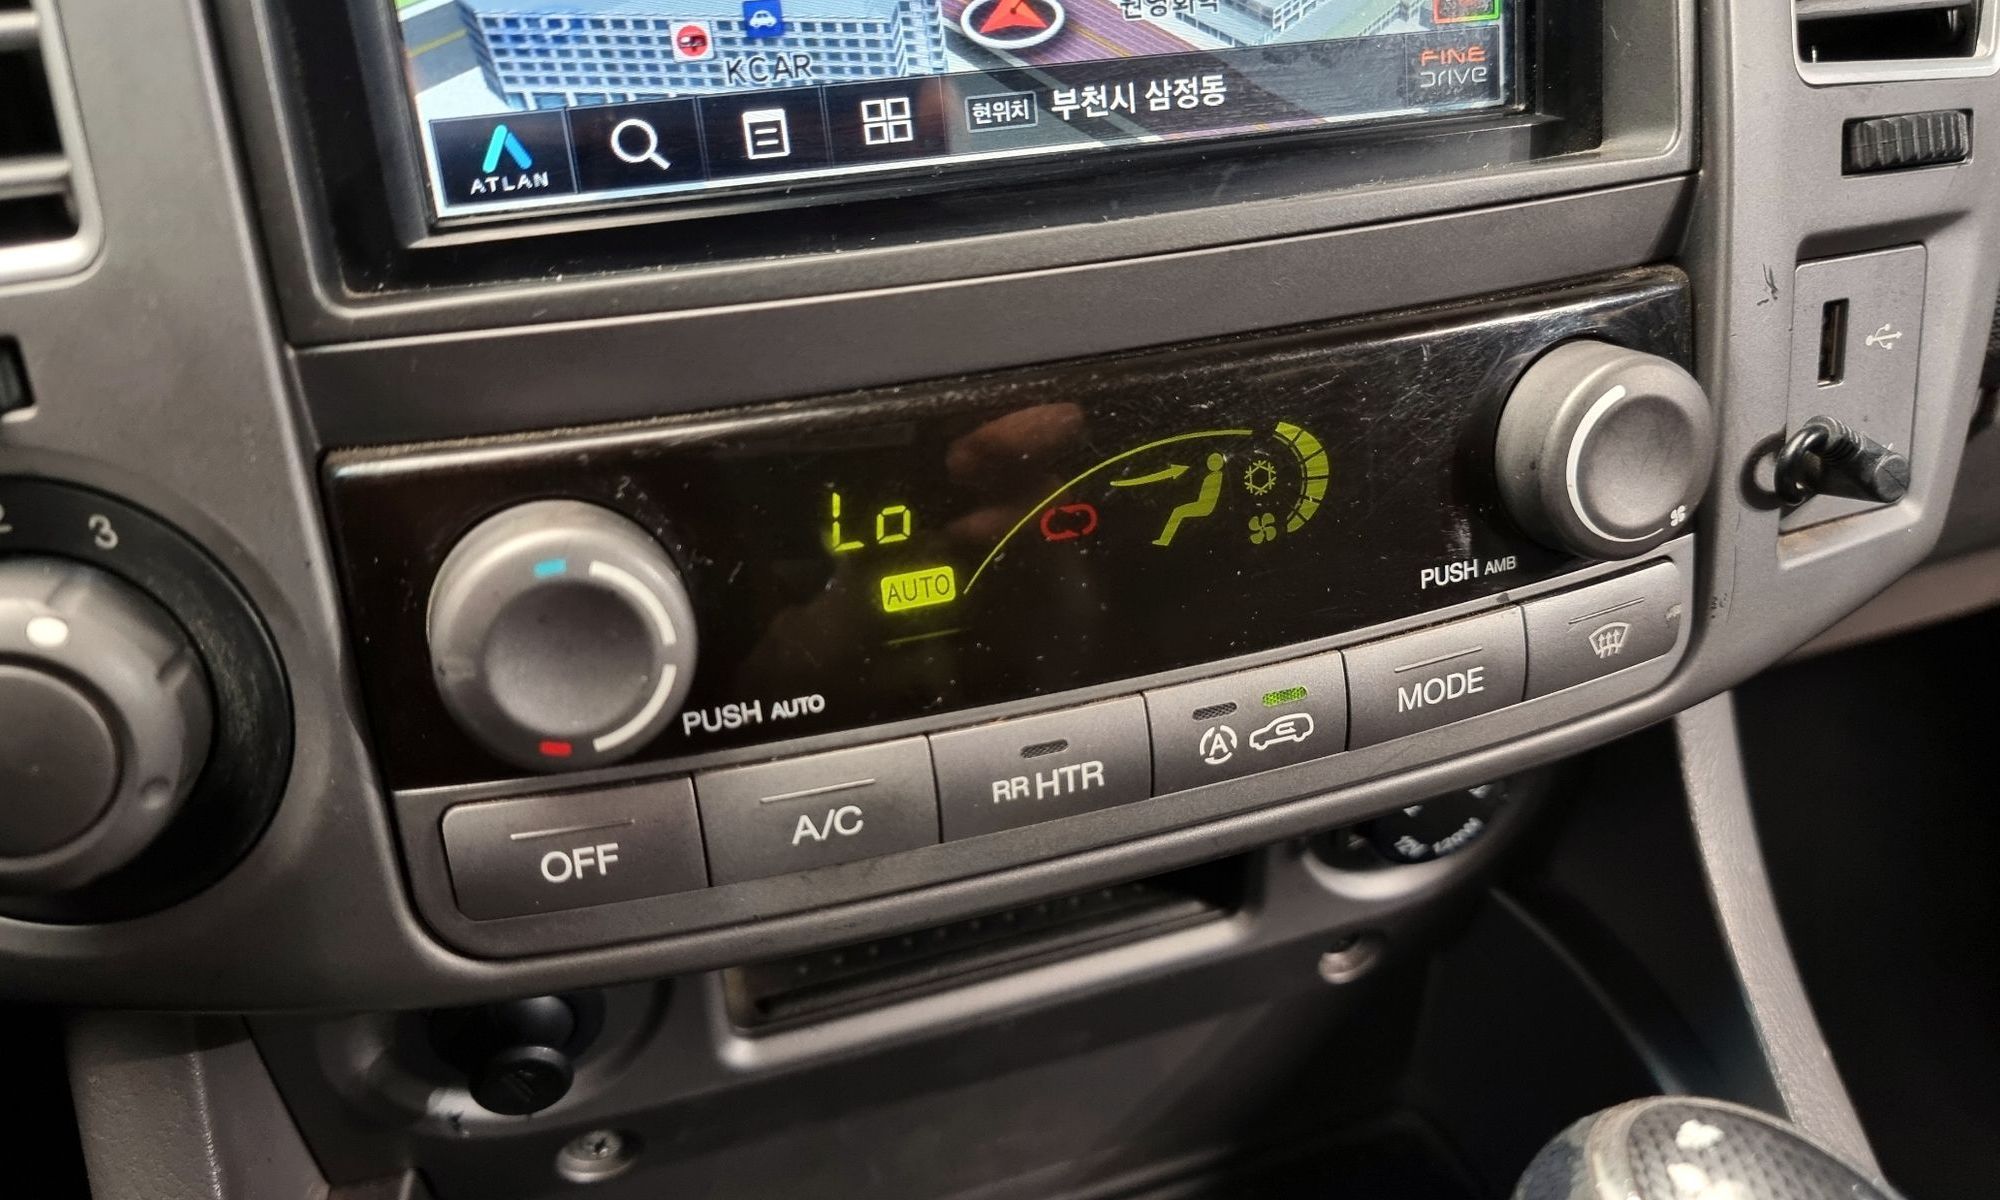 KCAR
FINE
DRIVE
ATLAN
현위치 부천시 삼정동
2 3
Lo
AUTO
PUSH AUTO
PUSH AMB
OFF
A/C
RR HTR
A
MODE